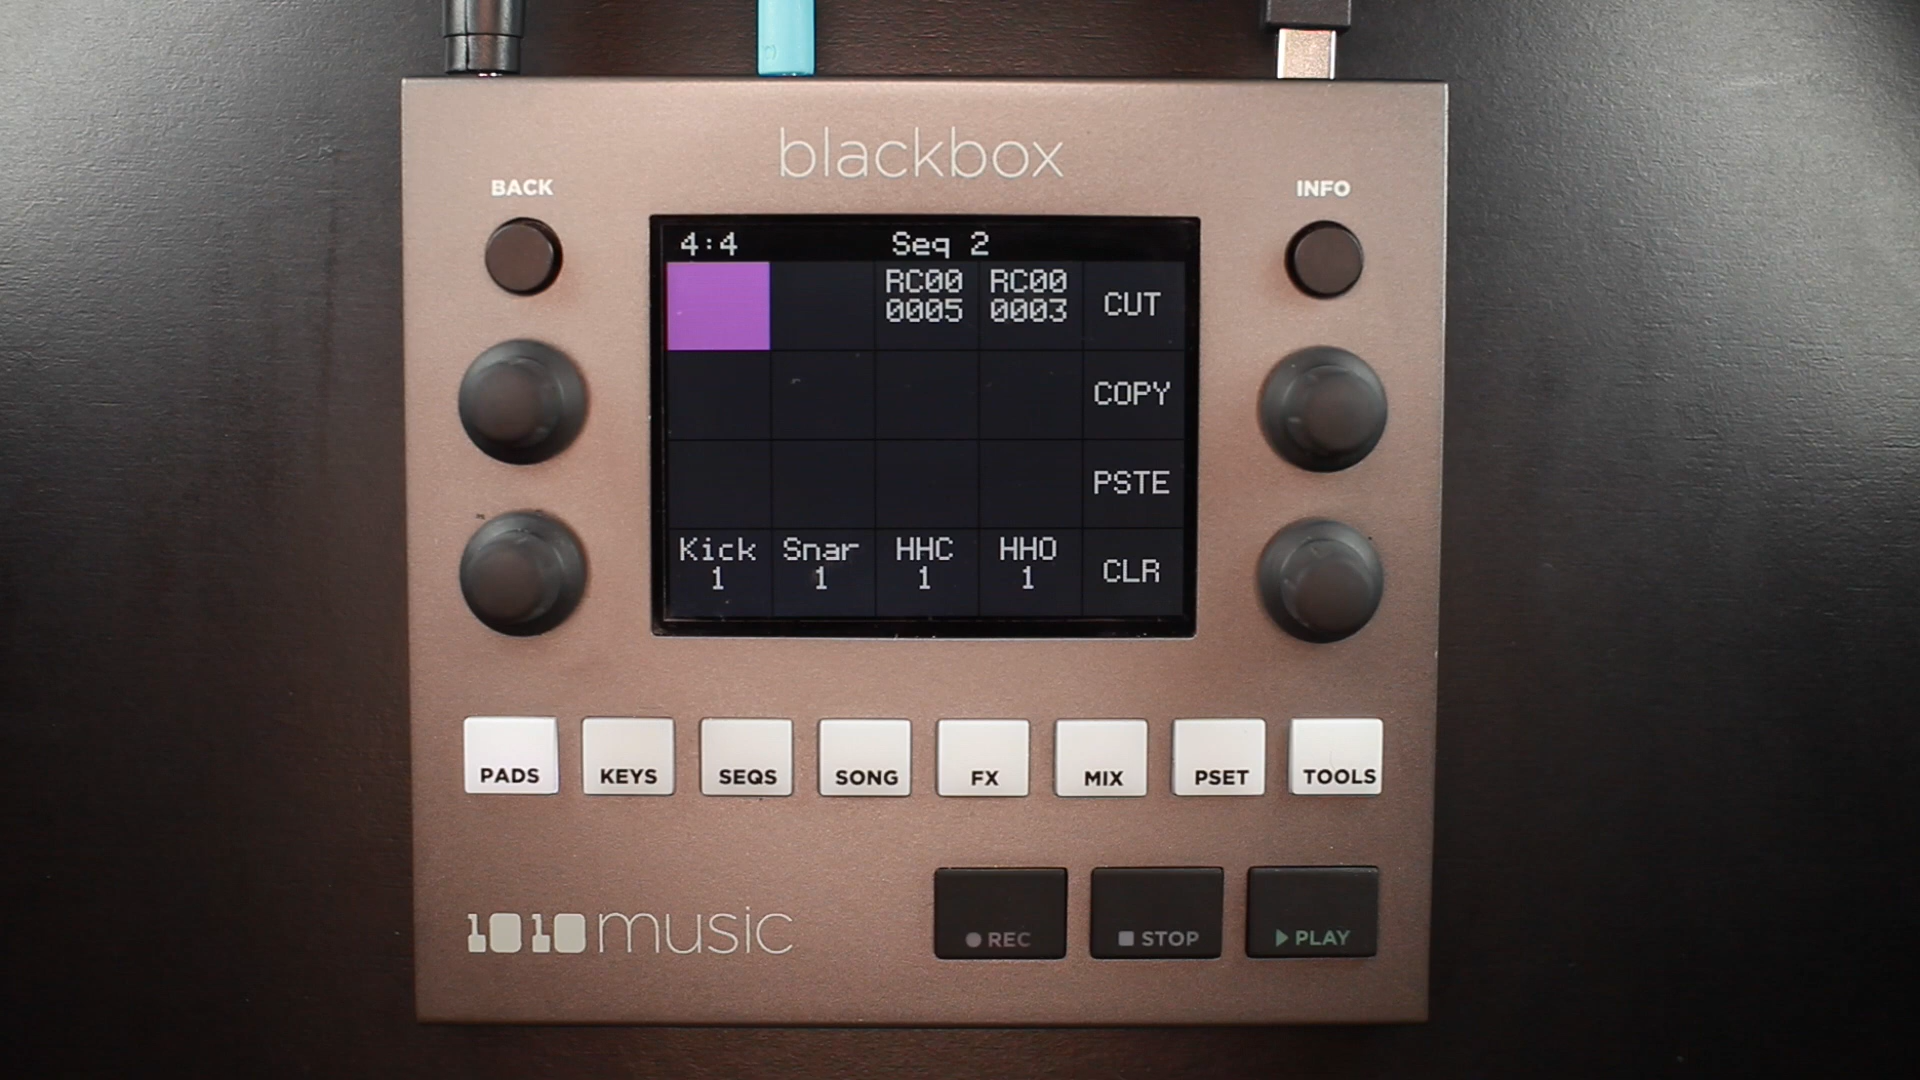 blackbox
BACK
INFO
4:4 Seq 2
RC00 0005
RC00 0003
CUT
COPY
PSTE
Kick 1
Snar 1
HHC 1
HHO 1
CLR
PADS
KEYS
SEQS
SONG
FX
MIX
PSET
TOOLS
1010music
REC
STOP
PLAY